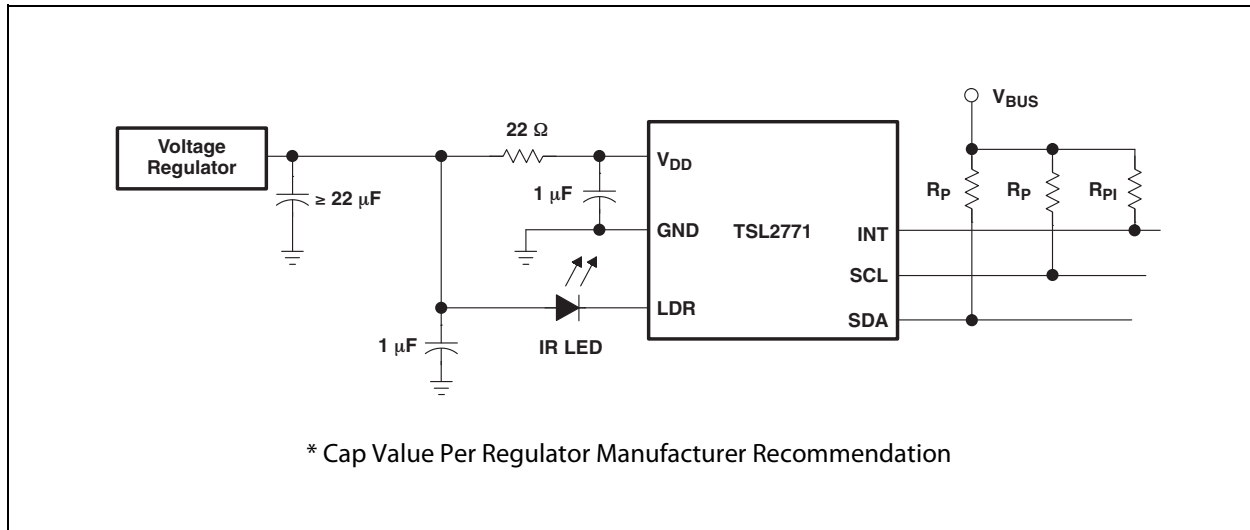 Voltage
Regulator
≥ 22 μF
22 Ω
1 μF
1 μF
IR LED
V_DD
GND
LDR
TSL2771
INT
SCL
SDA
V_BUS
R_P
R_P
R_PI
* Cap Value Per Regulator Manufacturer Recommendation